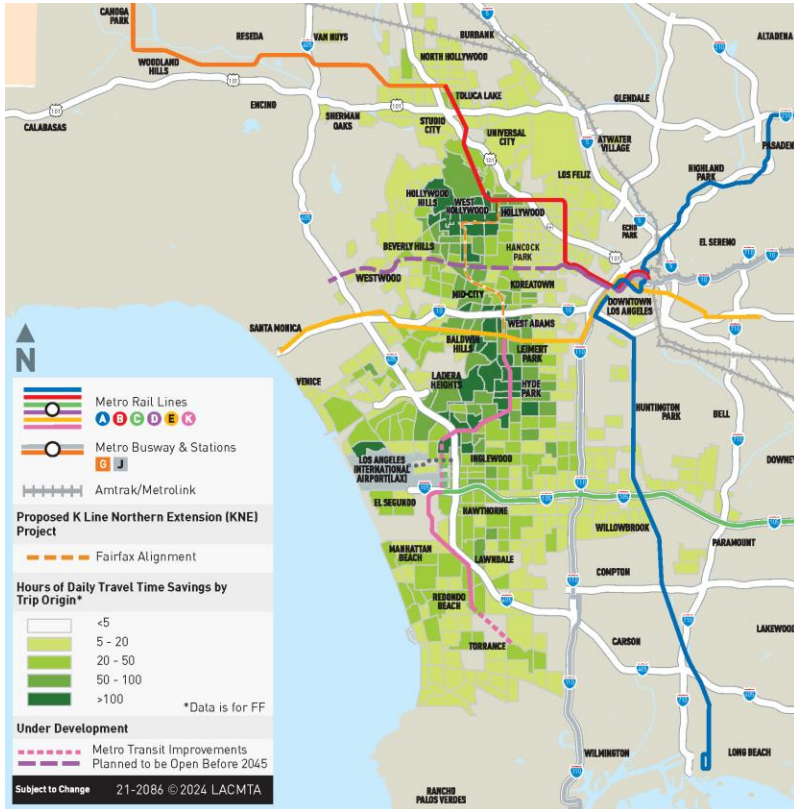 CANOGA
PARK
RESEDA
VAN NUYS
BURBANK
ALTADENA
WOODLAND
HILLS
NORTH HOLLYWOOD
TOLUCA LAKE
101
ENCINO
101
GLENDALE
CALABASAS
SHERMAN
OAKS
STUDIO
CITY
UNIVERSAL
CITY
ATWATER
VILLAGE
PASADEN
101
LOS FELIZ
HIGHLAND
PARK
HOLLYWOOD
HILLS
WEST
HOLLYWOOD
HOLLYWOOD
ECHO
PARK
EL SERENO
BEVERLY HILLS
HANCOCK
PARK
101
WESTWOOD
KOREATOWN
MID-CITY
DOWNTOWN
LOS ANGELES
SANTA MONICA
WEST ADAMS
BALDWIN
HILLS
LEIMERT
PARK
VENICE
LADERA
HEIGHTS
HYDE
PARK
HUNTINGTON
PARK
BELL
LOS ANGELES
INTERNATIONAL
AIRPORT(LAX)
INGLEWOOD
DOWNEY
EL SEGUNDO
HAWTHORNE
WILLOWBROOK
PARAMOUNT
MANHATTAN
BEACH
LAWNDALE
COMPTON
REDONDO
BEACH
LAKEWOOD
TORRANCE
CARSON
WILMINGTON
LONG BEACH
RANCHO
PALOS VERDES
N
Metro Rail Lines
A B C D E K
Metro Busway & Stations
G J
Amtrak/Metrolink
Proposed K Line Northern Extension (KNE)
Project
Fairfax Alignment
Hours of Daily Travel Time Savings by
Trip Origin*
<5
5 - 20
20 - 50
50 - 100
>100
*Data is for FF
Under Development
Metro Transit Improvements
Planned to be Open Before 2045
Subject to Change 21-2086 ©2024 LACMTA